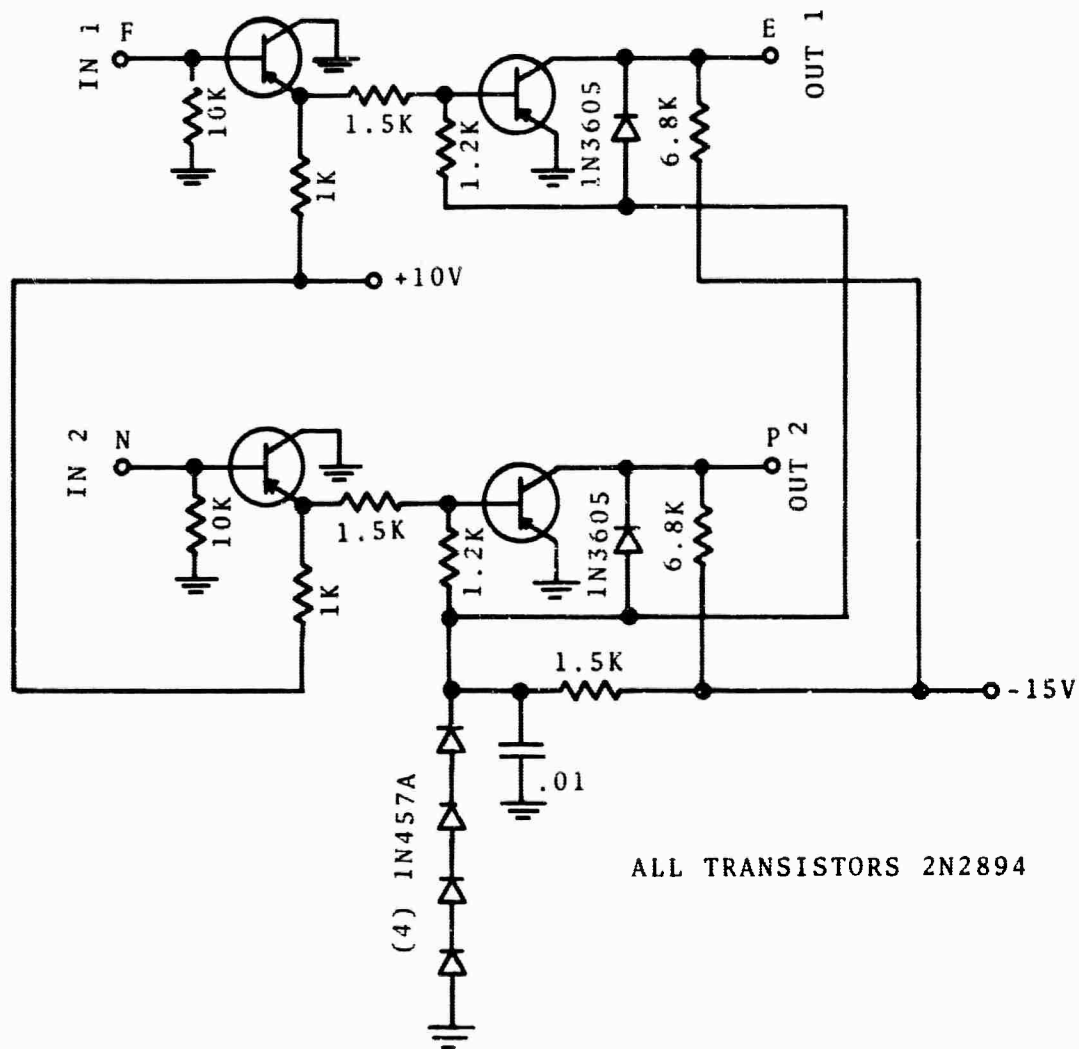 IN 1
F
10K
1K
1.5K
1.2K
1N3605
6.8K
E
OUT 1
+10V
IN 2
N
10K
1K
1.5K
1.2K
1N3605
6.8K
P
OUT 2
1.5K
-15V
.01
(4) 1N457A
ALL TRANSISTORS 2N2894